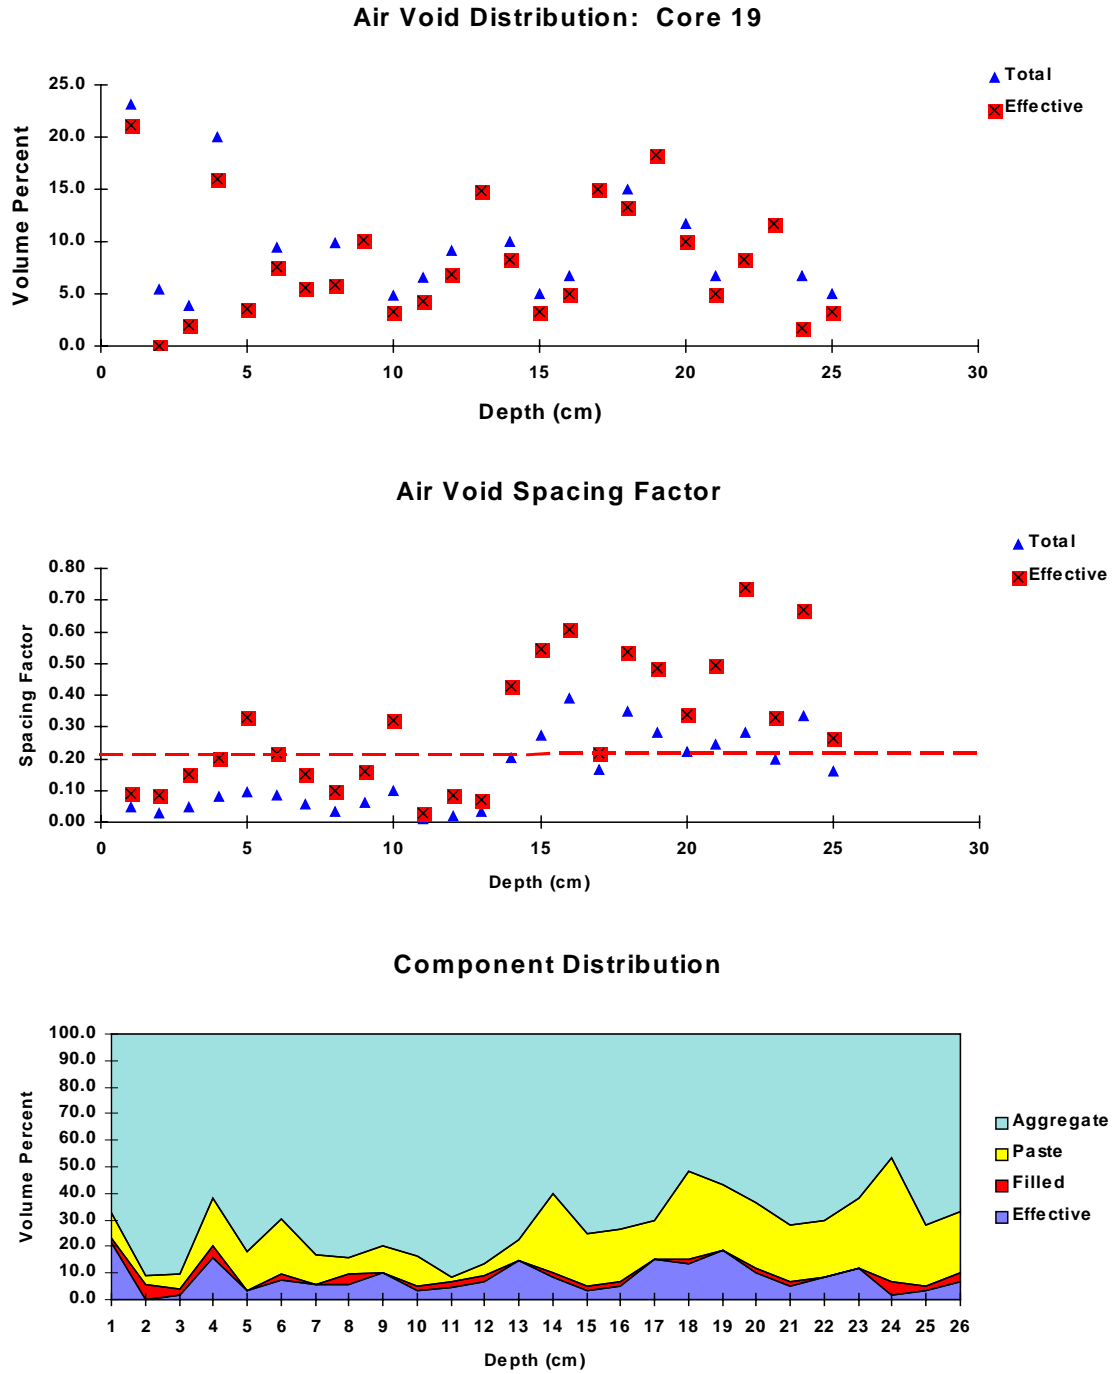 Air Void Distribution: Core 19
Total
Effective
Volume Percent
25.0
20.0
15.0
10.0
5.0
0.0
0 5 10 15 20 25 30
Depth (cm)
Air Void Spacing Factor
Total
Effective
Spacing Factor
0.80
0.70
0.60
0.50
0.40
0.30
0.20
0.10
0.00
0 5 10 15 20 25 30
Depth (cm)
Component Distribution
Volume Percent
100.0
90.0
80.0
70.0
60.0
50.0
40.0
30.0
20.0
10.0
0.0
Aggregate
Paste
Filled
Effective
1 2 3 4 5 6 7 8 9 10 11 12 13 14 15 16 17 18 19 20 21 22 23 24 25 26
Depth (cm)